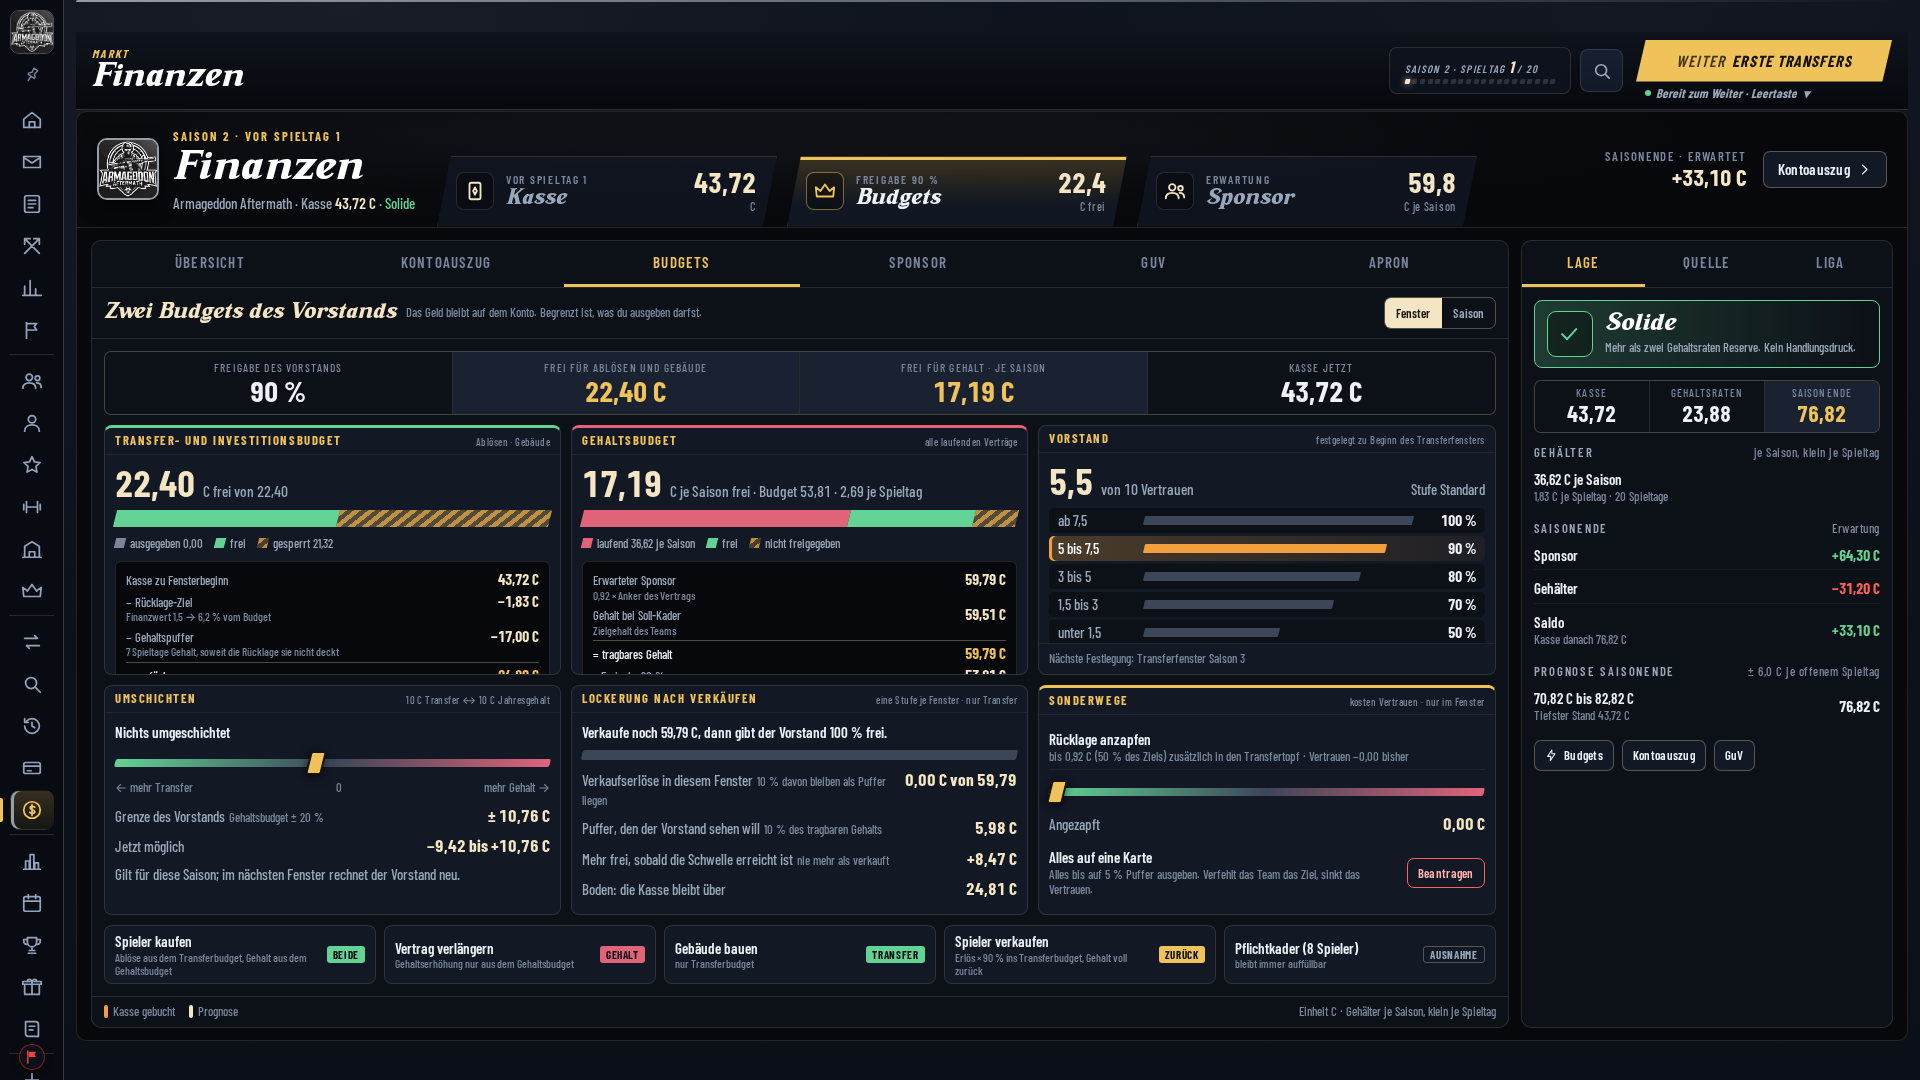 MARKT
Finanzen
SAISON 2 · SPIELTAG 1 / 20
WEITER ERSTE TRANSFERS
Bereit zum Weiter · Leertaste ▼
SAISON 2 · VOR SPIELTAG 1
Finanzen
Armageddon Aftermath · Kasse 43,72 C · Solide
VOR SPIELTAG 1
Kasse
43,72
C
FREIGABE 90 %
Budgets
22,4
C frei
ERWARTUNG
Sponsor
59,8
C je Saison
SAISONENDE · ERWARTET
+33,10 C
Kontoauszug
ÜBERSICHT
KONTOAUSZUG
BUDGETS
SPONSOR
GUV
APRON
Zwei Budgets des Vorstands
Das Geld bleibt auf dem Konto. Begrenzt ist, was du ausgeben darfst.
Fenster
Saison
FREIGABE DES VORSTANDS
90 %
FREI FÜR ABLÖSEN UND GEBÄUDE
22,40 C
FREI FÜR GEHALT · JE SAISON
17,19 C
KASSE JETZT
43,72 C
TRANSFER- UND INVESTITIONSBUDGET
Ablösen · Gebäude
22,40 C frei von 22,40
ausgegeben 0,00
frei
gesperrt 21,32
Kasse zu Fensterbeginn
43,72 C
− Rücklage-Ziel
−1,83 C
Finanzwert 1,5 → 6,2 % vom Budget
− Gehaltspuffer
−17,00 C
7 Spieltage Gehalt, soweit die Rücklage sie nicht deckt
GEHALTSBUDGET
alle laufenden Verträge
17,19 C je Saison frei · Budget 53,81 · 2,69 je Spieltag
laufend 36,62 je Saison
frei
nicht freigegeben
Erwarteter Sponsor
59,79 C
0,92 × Anker des Vertrags
Gehalt bei Soll-Kader
59,51 C
Zielgehalt des Teams
= tragbares Gehalt
59,79 C
VORSTAND
festgelegt zu Beginn des Transferfensters
5,5 von 10 Vertrauen
Stufe Standard
ab 7,5
100 %
5 bis 7,5
90 %
3 bis 5
80 %
1,5 bis 3
70 %
unter 1,5
50 %
Nächste Festlegung: Transferfenster Saison 3
UMSCHICHTEN
10 C Transfer ↔ 10 C Jahresgehalt
Nichts umgeschichtet
← mehr Transfer
0
mehr Gehalt →
Grenze des Vorstands Gehaltsbudget ± 20 %
± 10,76 C
Jetzt möglich
−9,42 bis +10,76 C
Gilt für diese Saison; im nächsten Fenster rechnet der Vorstand neu.
LOCKERUNG NACH VERKÄUFEN
eine Stufe je Fenster · nur Transfer
Verkaufe noch 59,79 C, dann gibt der Vorstand 100 % frei.
Verkaufserlöse in diesem Fenster 10 % davon bleiben als Puffer liegen
0,00 C von 59,79
Puffer, den der Vorstand sehen will 10 % des tragbaren Gehalts
5,98 C
Mehr frei, sobald die Schwelle erreicht ist nie mehr als verkauft
+8,47 C
Boden: die Kasse bleibt über
24,81 C
SONDERWEGE
kosten Vertrauen · nur im Fenster
Rücklage anzapfen
bis 0,92 C (50 % des Ziels) zusätzlich in den Transfertopf · Vertrauen −0,00 bisher
Angezapft
0,00 C
Alles auf eine Karte
Alles bis auf 5 % Puffer ausgeben. Verfehlt das Team das Ziel, sinkt das Vertrauen.
Beantragen
Spieler kaufen
Ablöse aus dem Transferbudget, Gehalt aus dem Gehaltsbudget
BEIDE
Vertrag verlängern
Gehaltserhöhung nur aus dem Gehaltsbudget
GEHALT
Gebäude bauen
nur Transferbudget
TRANSFER
Spieler verkaufen
Erlös × 90 % ins Transferbudget, Gehalt voll zurück
ZURÜCK
Pflichtkader (8 Spieler)
bleibt immer auffüllbar
AUSNAHME
Kasse gebucht
Prognose
Einheit C · Gehälter je Saison, klein je Spieltag
LAGE
QUELLE
LIGA
Solide
Mehr als zwei Gehaltsraten Reserve. Kein Handlungsdruck.
KASSE
43,72
GEHALTSRATEN
23,88
SAISONENDE
76,82
GEHÄLTER
je Saison, klein je Spieltag
36,62 C je Saison
1,83 C je Spieltag · 20 Spieltage
SAISONENDE
Erwartung
Sponsor
+64,30 C
Gehälter
−31,20 C
Saldo
+33,10 C
Kasse danach 76,82 C
PROGNOSE SAISONENDE
± 6,0 C je offenem Spieltag
70,82 C bis 82,82 C
76,82 C
Tiefster Stand 43,72 C
Budgets
Kontoauszug
GuV